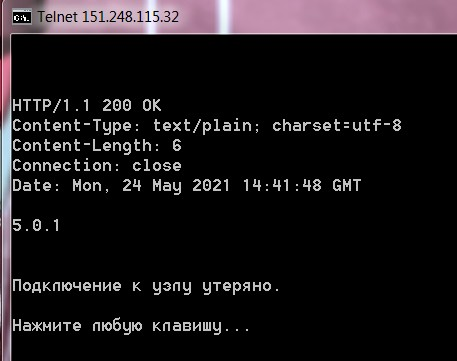 Telnet 151.248.115.32
HTTP/1.1 200 OK
Content-Type: text/plain; charset=utf-8
Content-Length: 6
Connection: close
Date: Mon, 24 May 2021 14:41:48 GMT
5.0.1
Подключение к узлу утеряно.
Нажмите любую клавишу...